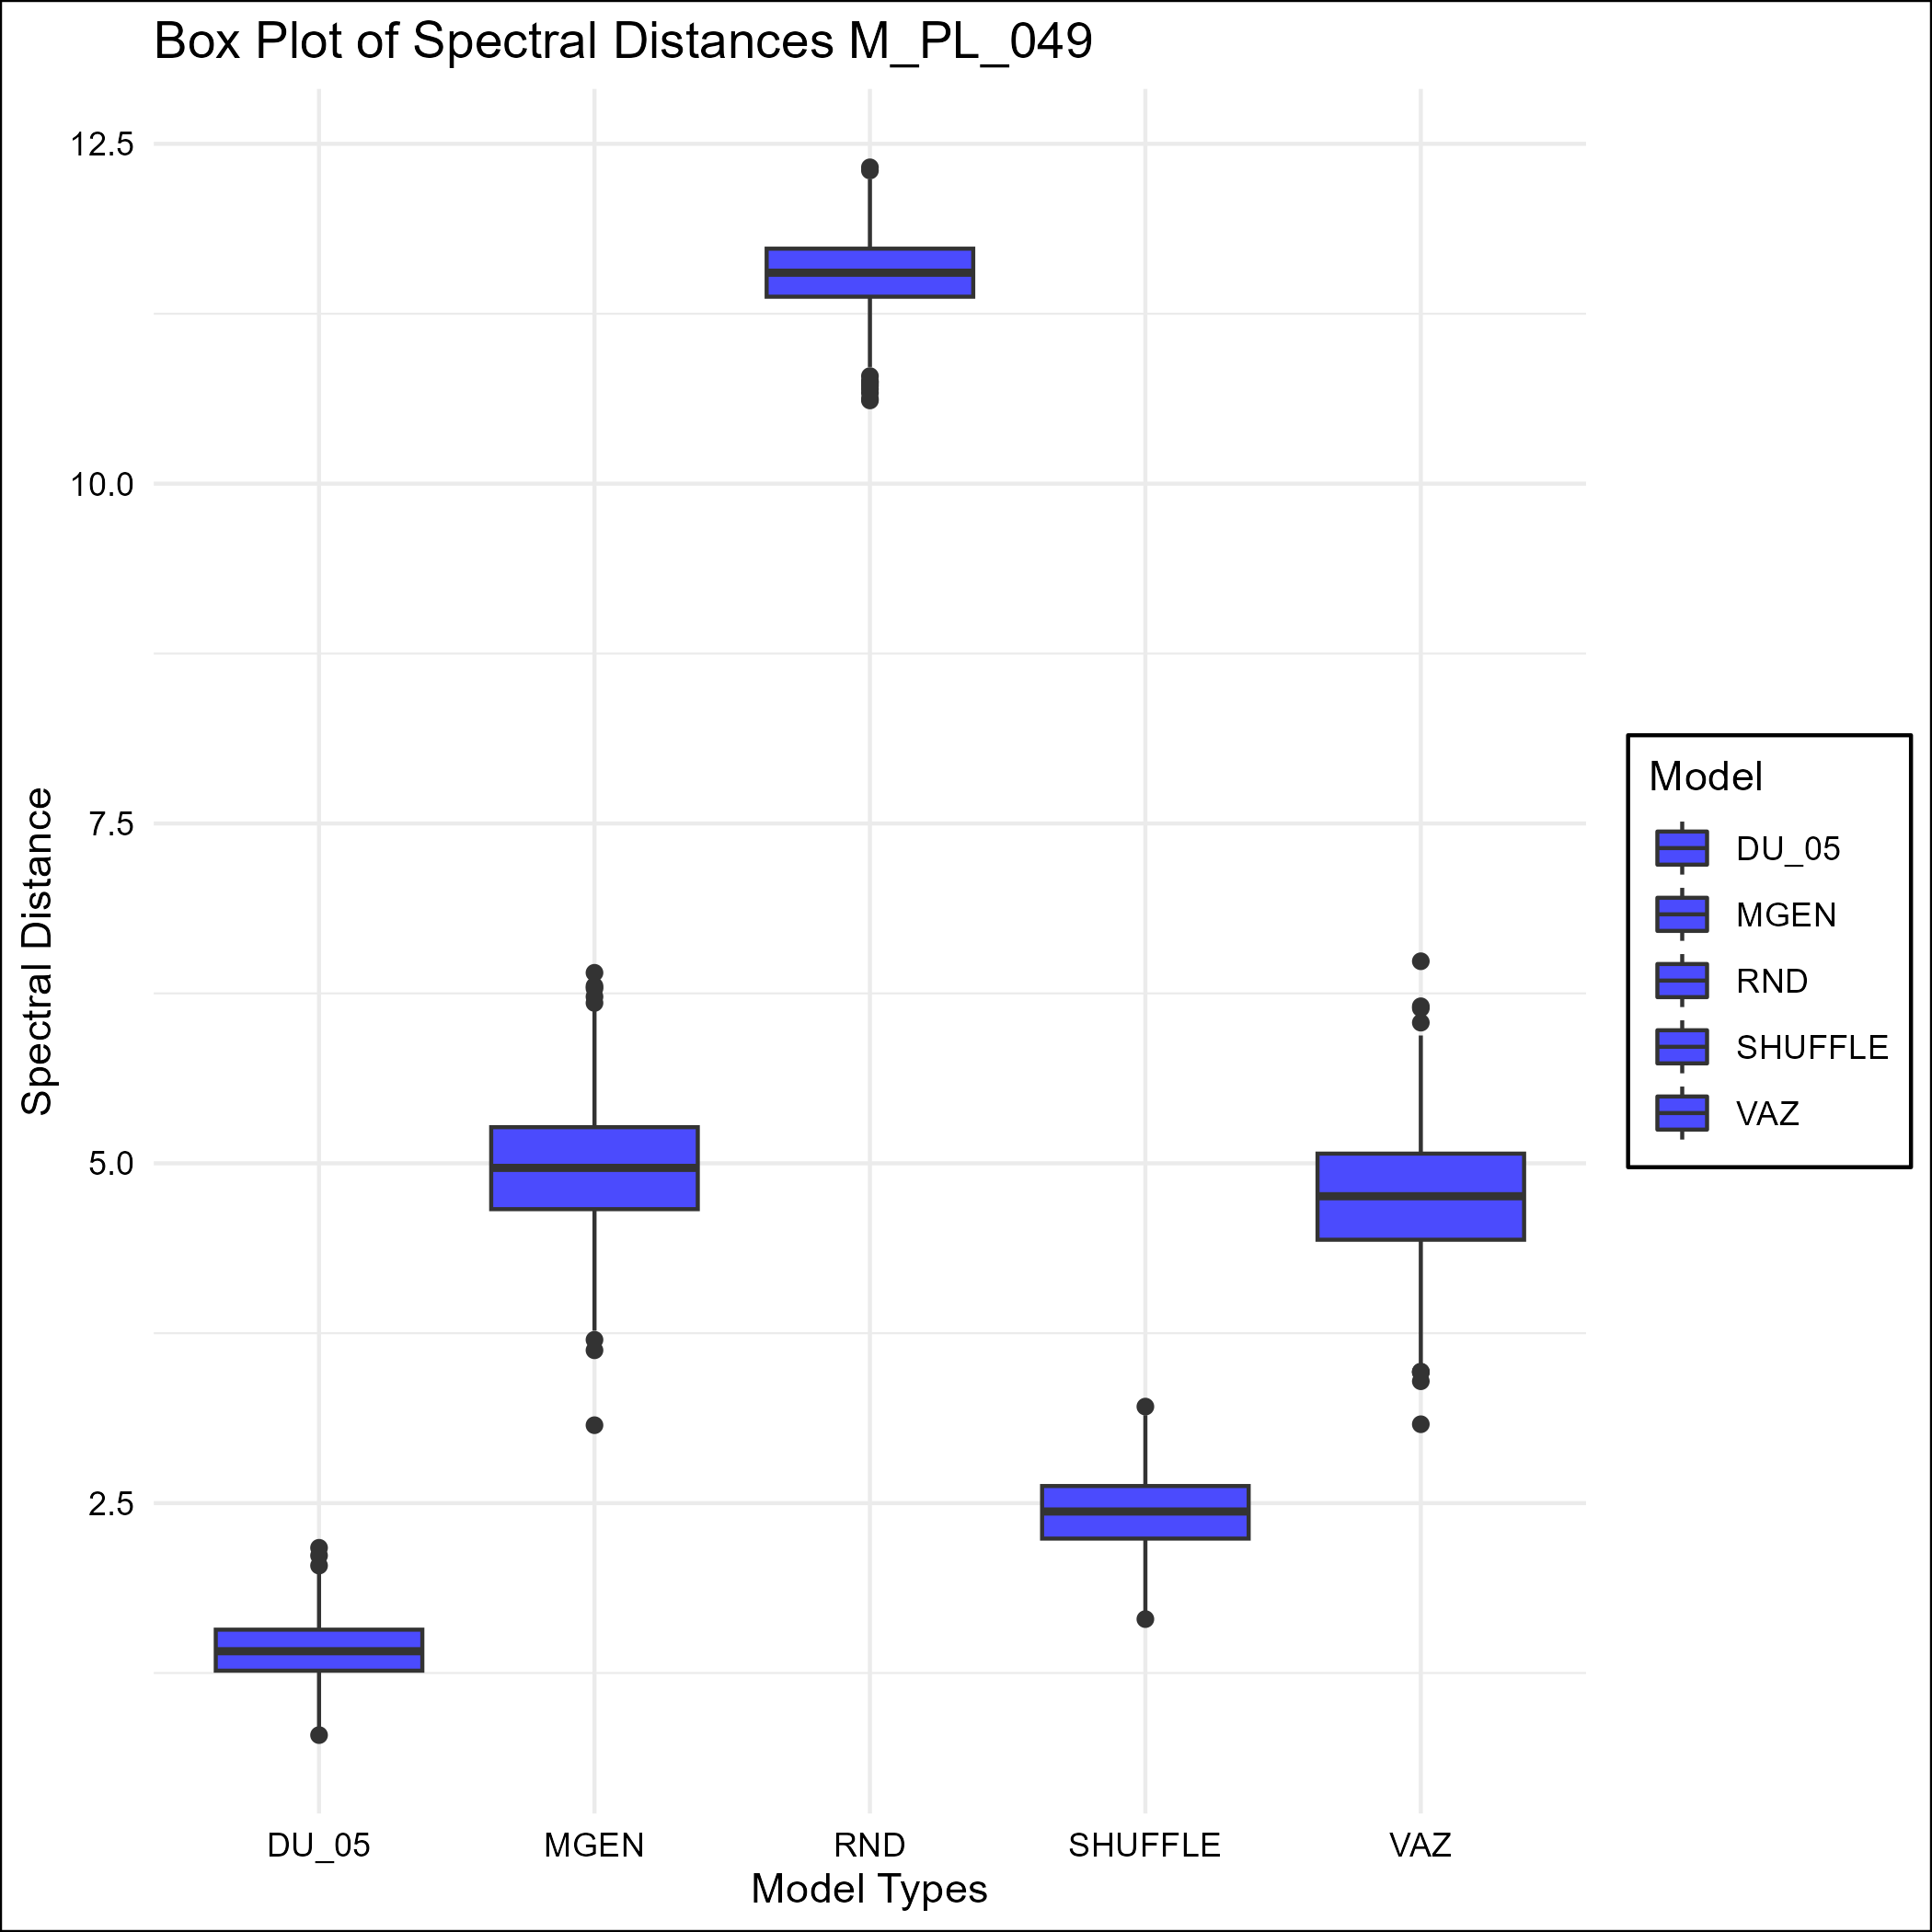 Box Plot of Spectral Distances M_PL_049
12.5
10.0
7.5
5.0
2.5
Spectral Distance
DU_05
MGEN
RND
SHUFFLE
VAZ
Model Types
Model
DU_05
MGEN
RND
SHUFFLE
VAZ